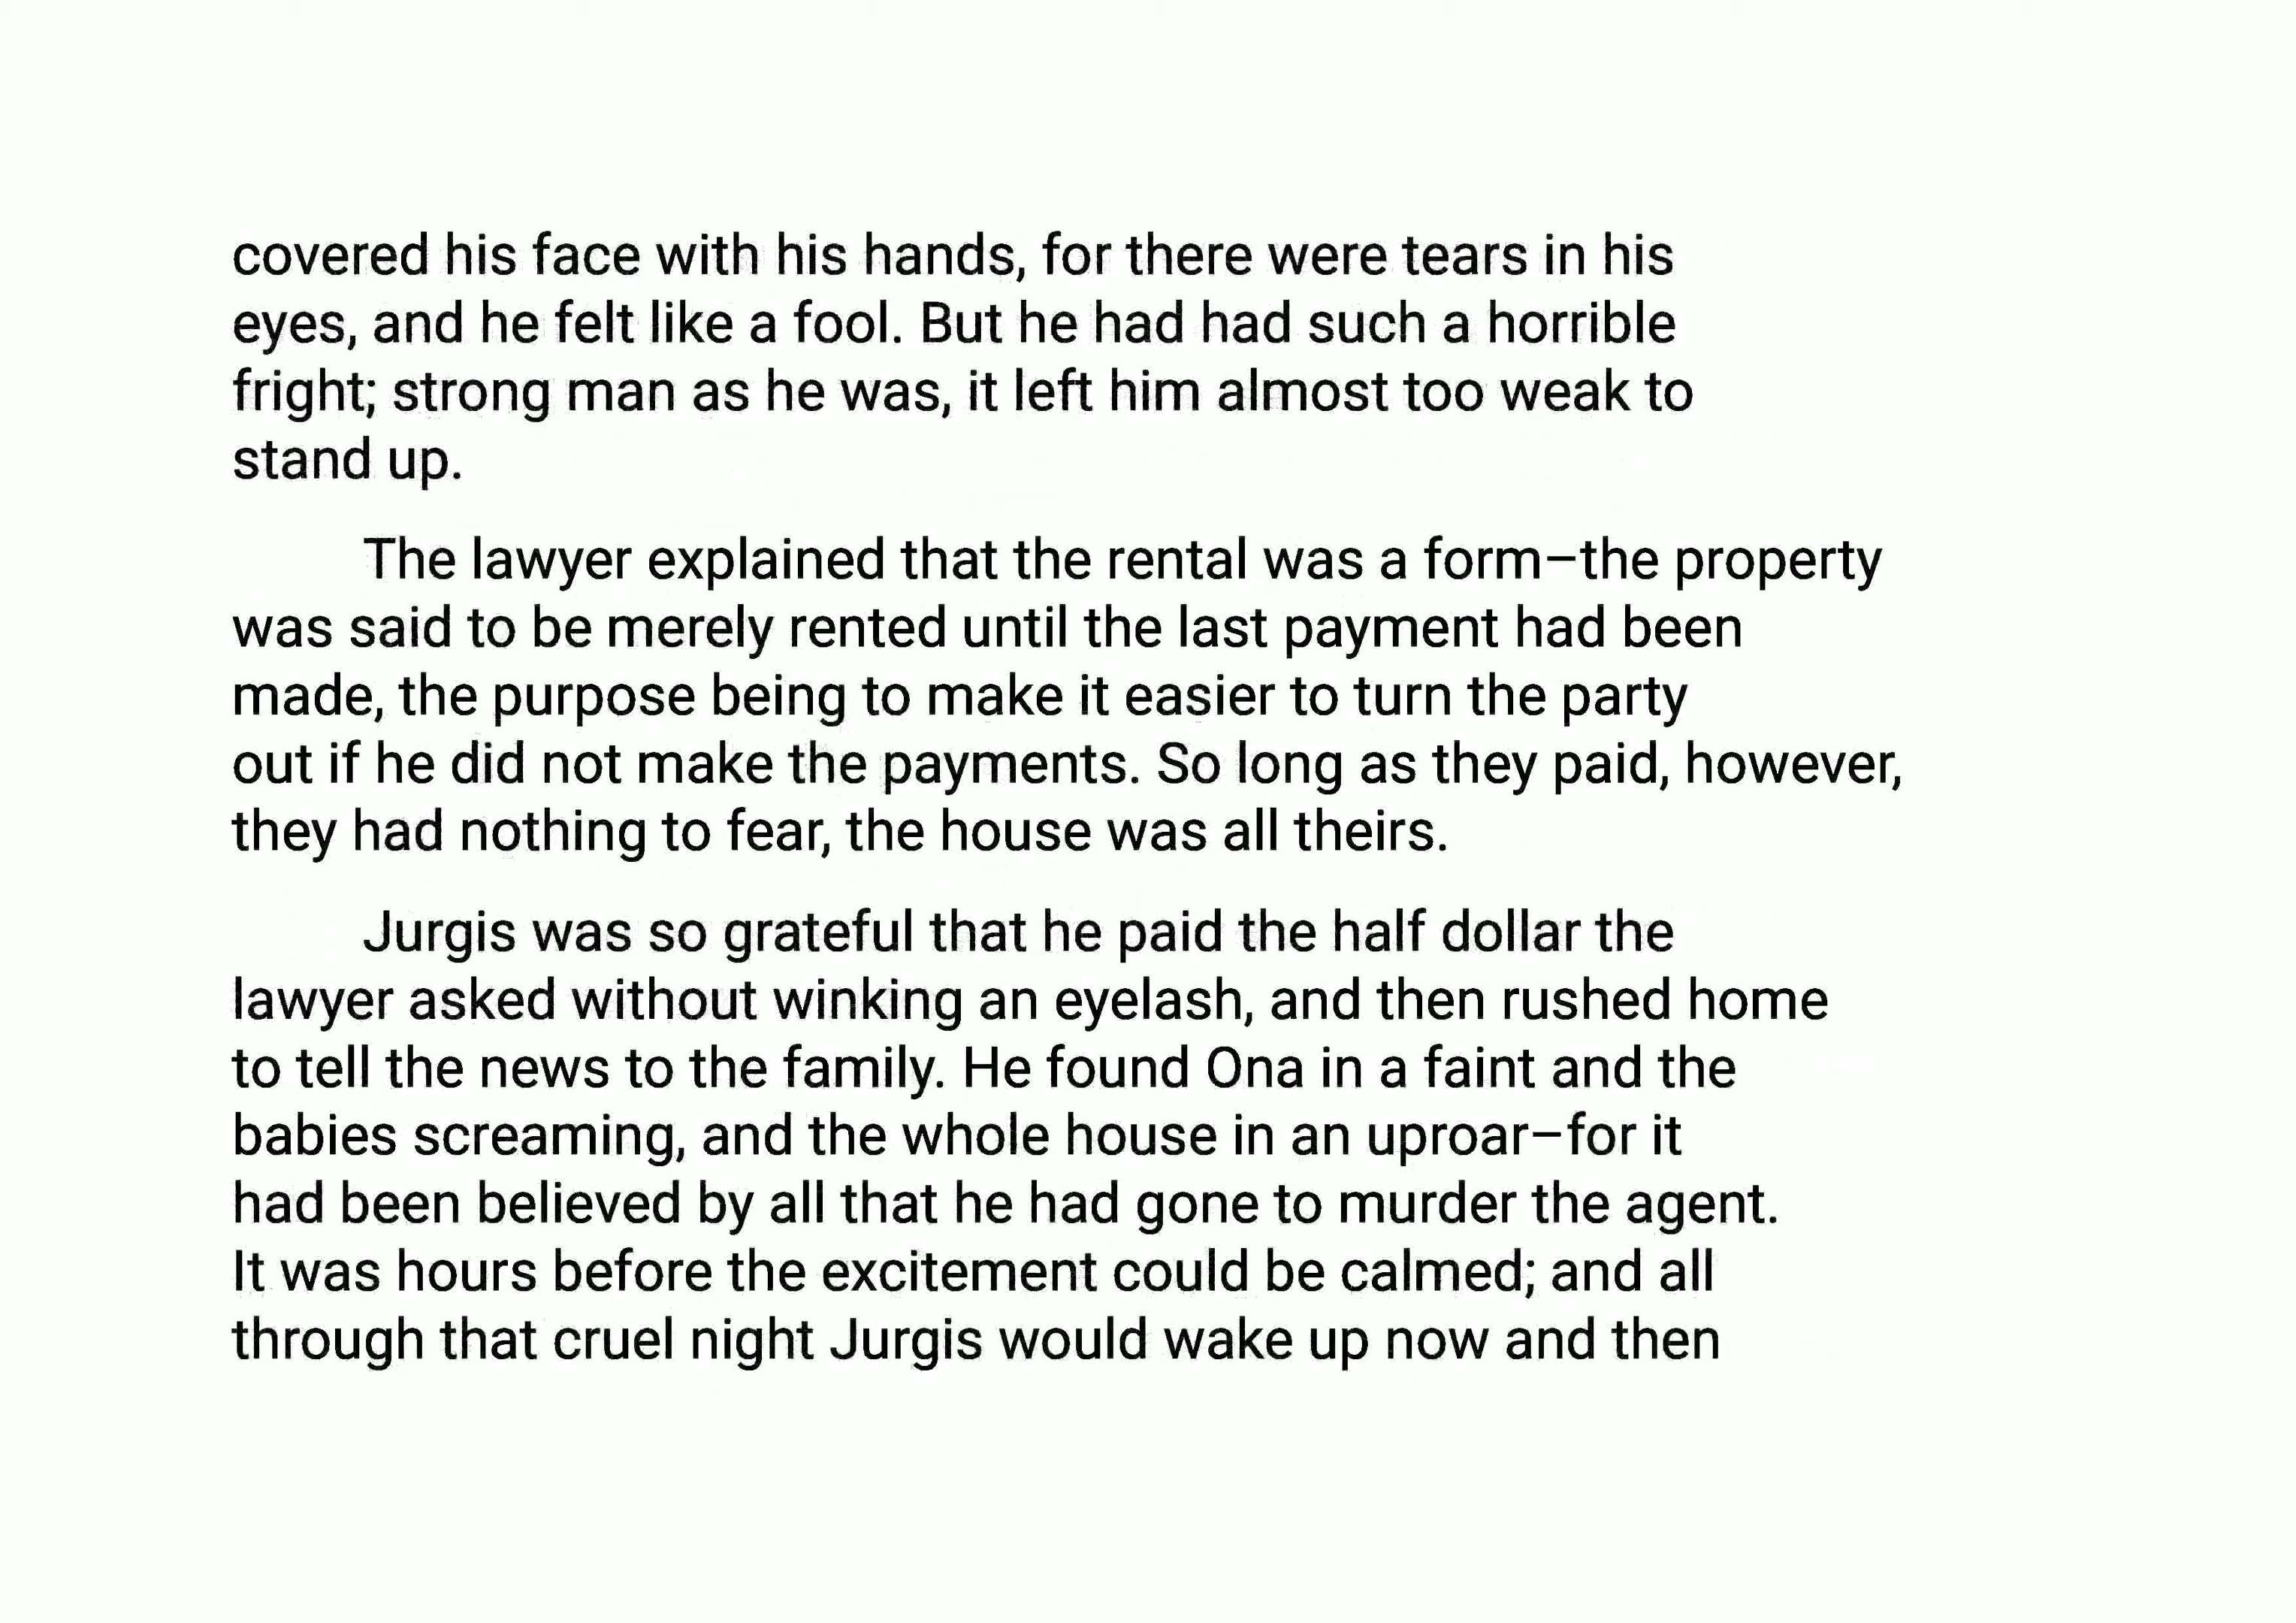 covered his face with his hands, for there were tears in his
eyes, and he felt like a fool. But he had had such a horrible
fright; strong man as he was, it left him almost too weak to
stand up.
The lawyer explained that the rental was a form–the property
was said to be merely rented until the last payment had been
made, the purpose being to make it easier to turn the party
out if he did not make the payments. So long as they paid, however,
they had nothing to fear, the house was all theirs.
Jurgis was so grateful that he paid the half dollar the
lawyer asked without winking an eyelash, and then rushed home
to tell the news to the family. He found Ona in a faint and the
babies screaming, and the whole house in an uproar–for it
had been believed by all that he had gone to murder the agent.
It was hours before the excitement could be calmed; and all
through that cruel night Jurgis would wake up now and then